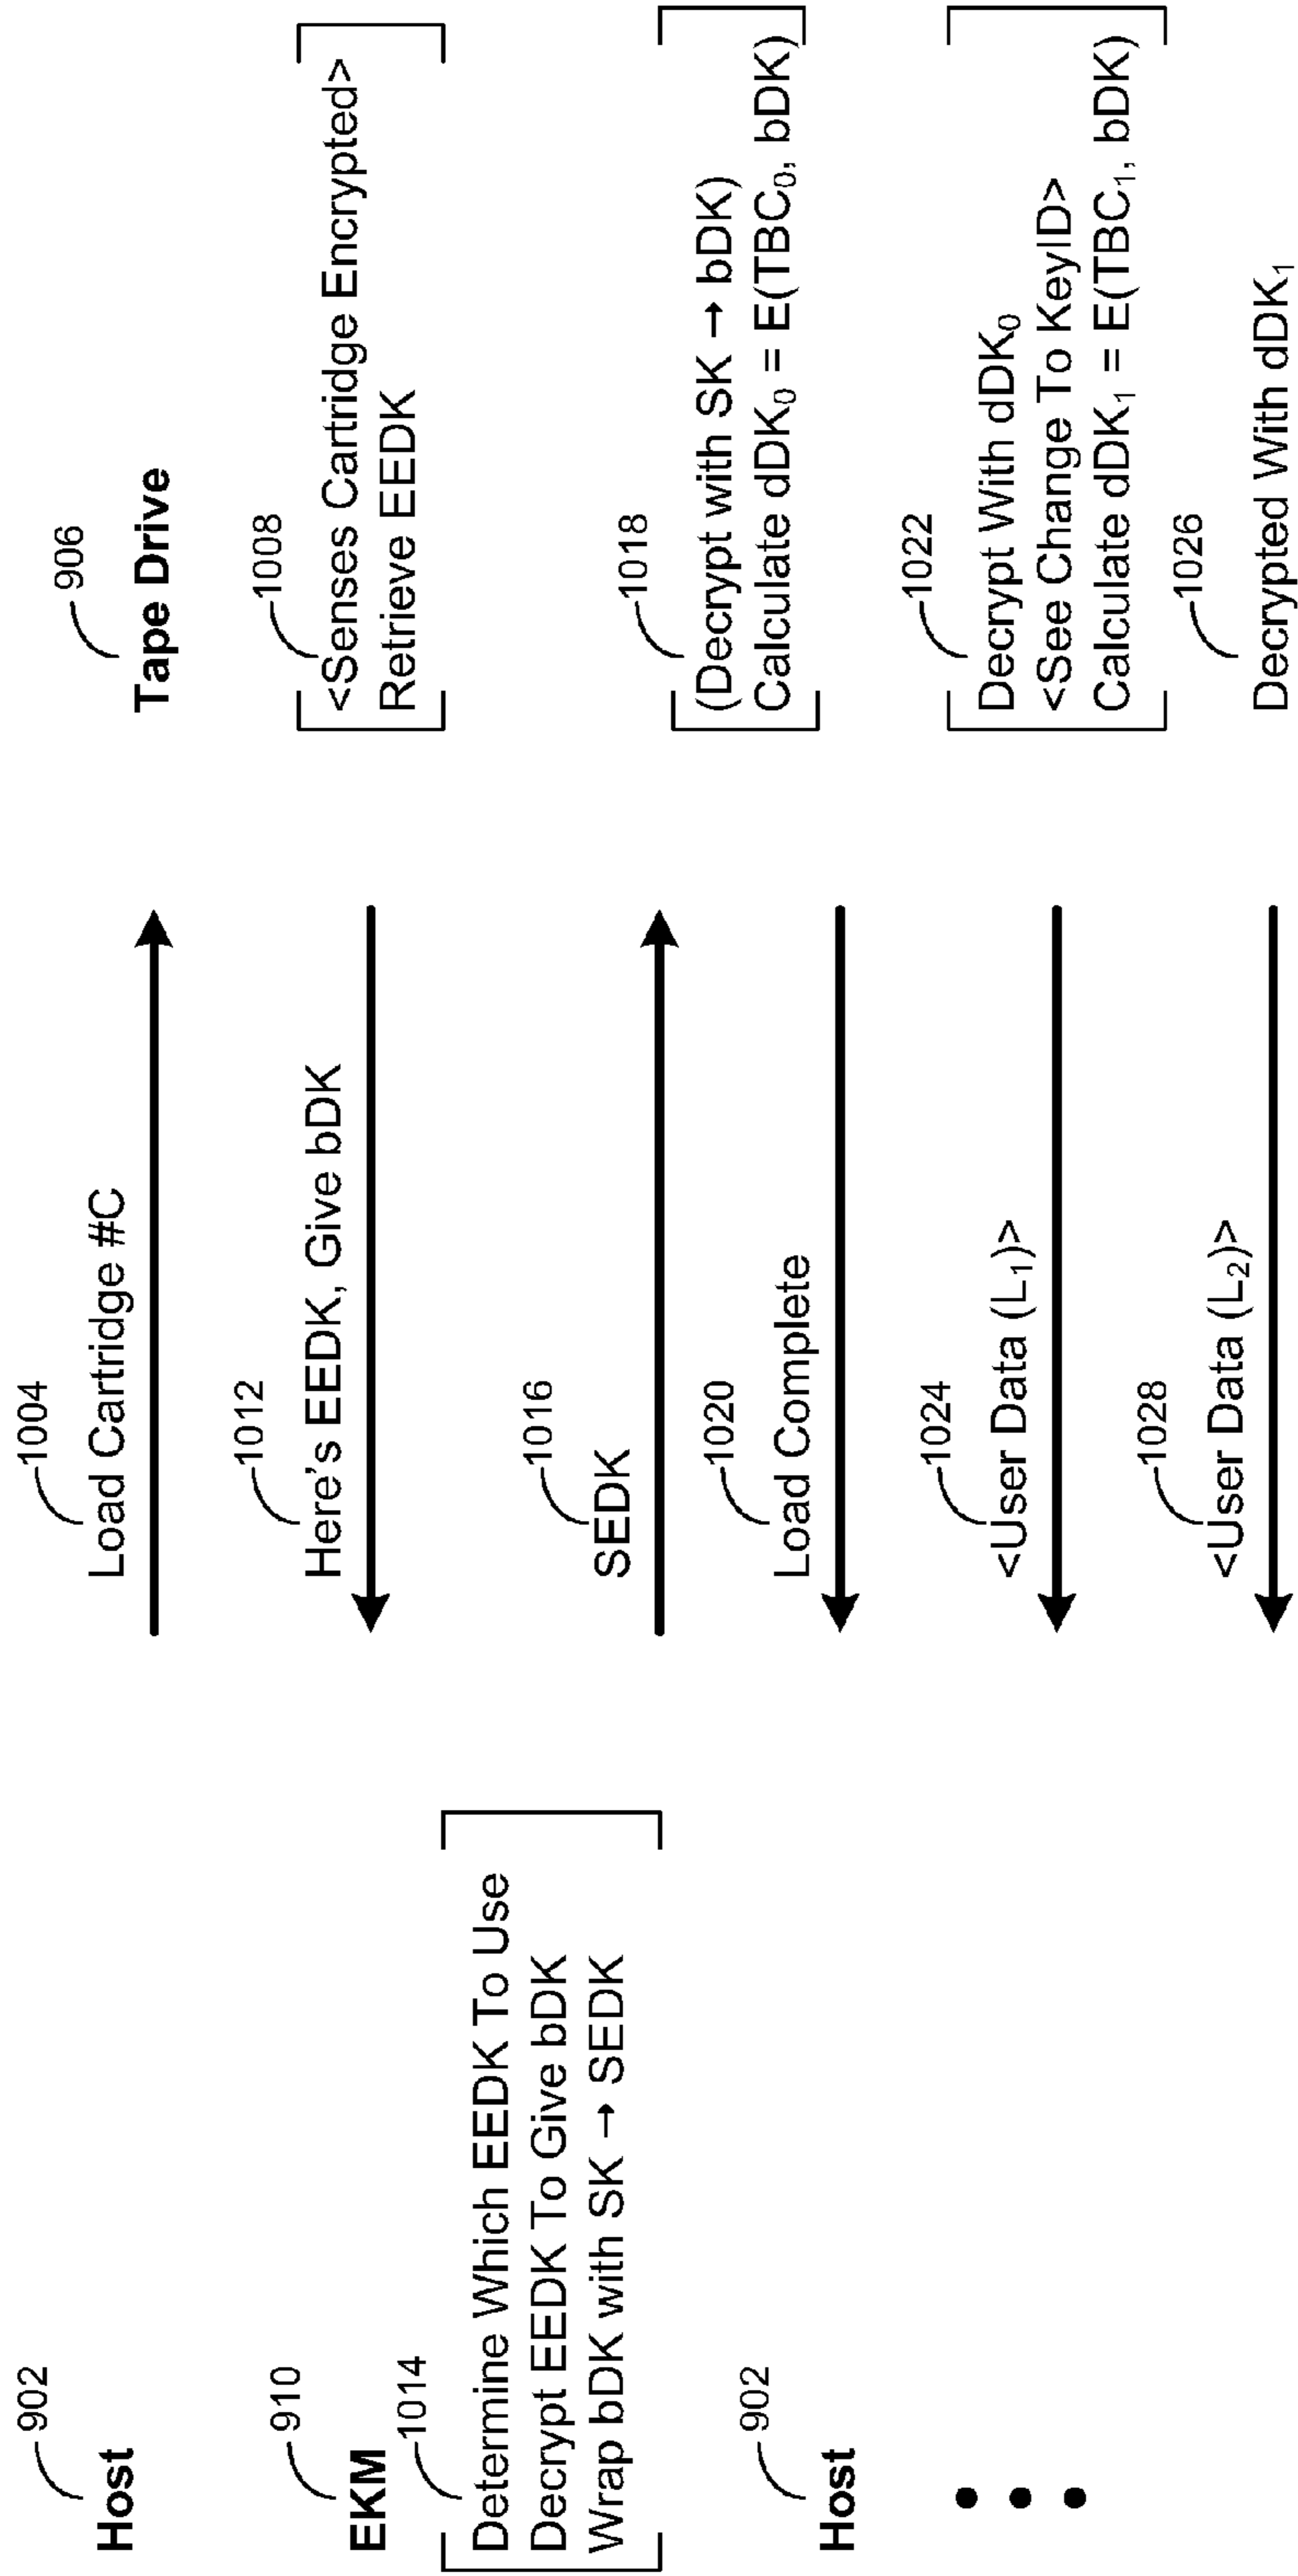 902
Host
1004
Load Cartridge #C
906
Tape Drive
1008
<Senses Cartridge Encrypted>
Retrieve EEDK
910
EKM
1012
Here's EEDK, Give bDK
1014
Determine Which EEDK To Use
Decrypt EEDK To Give bDK
Wrap bDK with SK → SEDK
1016
SEDK
1018
(Decrypt with SK → bDK)
Calculate dDK₀ = E(TBC₀, bDK)
902
Host
1020
Load Complete
1022
Decrypt With dDK₀
<See Change To KeyID>
Calculate dDK₁ = E(TBC₁, bDK)
1024
<User Data (L₁)>
1026
Decrypted With dDK₁
1028
<User Data (L₂)>